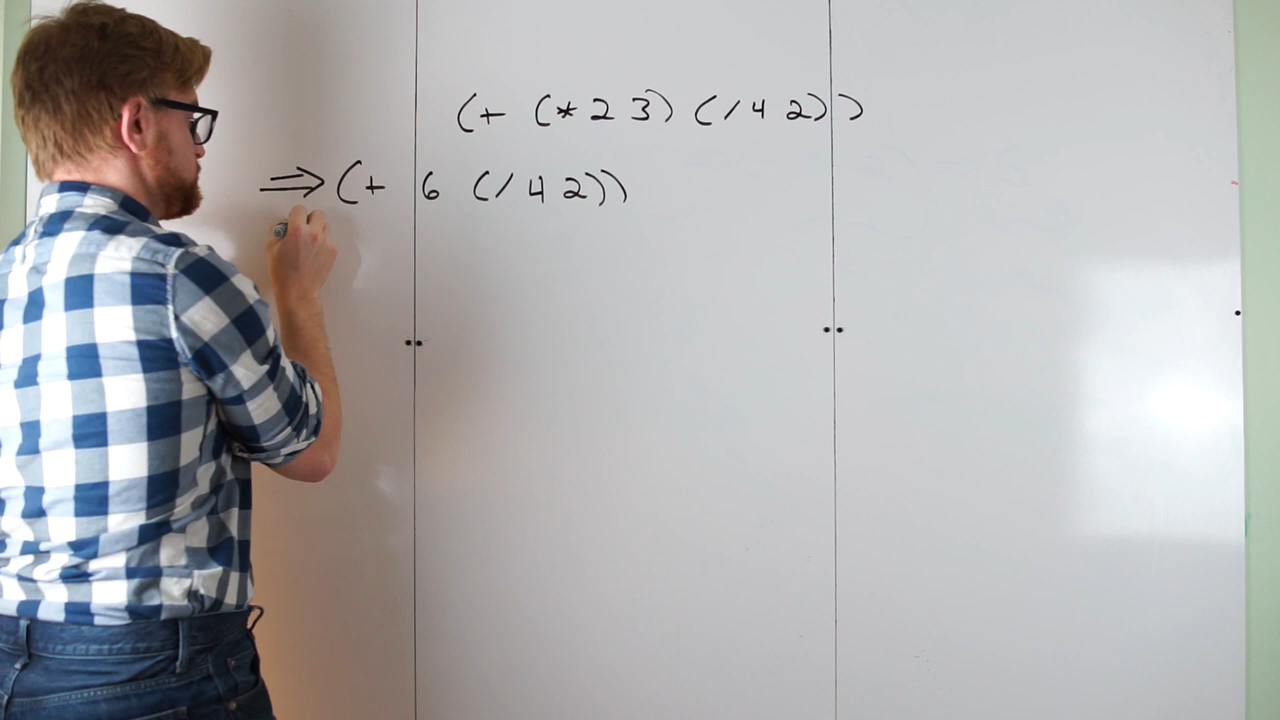 (+ (* 2 3) (/ 4 2))
⇒ (+ 6 (/ 4 2))